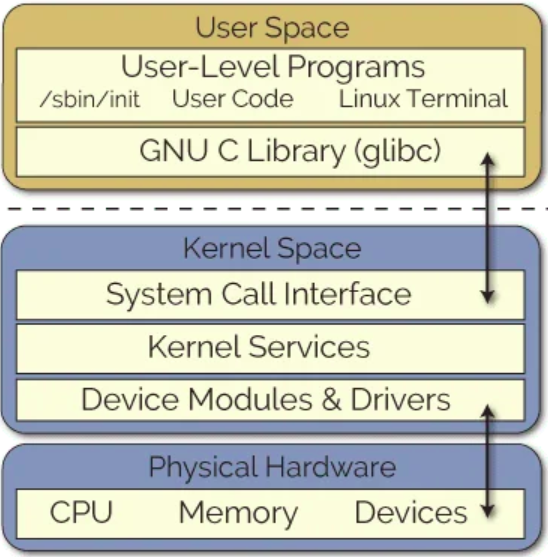 User Space
User-Level Programs
/sbin/init User Code Linux Terminal
GNU C Library (glibc)
Kernel Space
System Call Interface
Kernel Services
Device Modules & Drivers
Physical Hardware
CPU Memory Devices